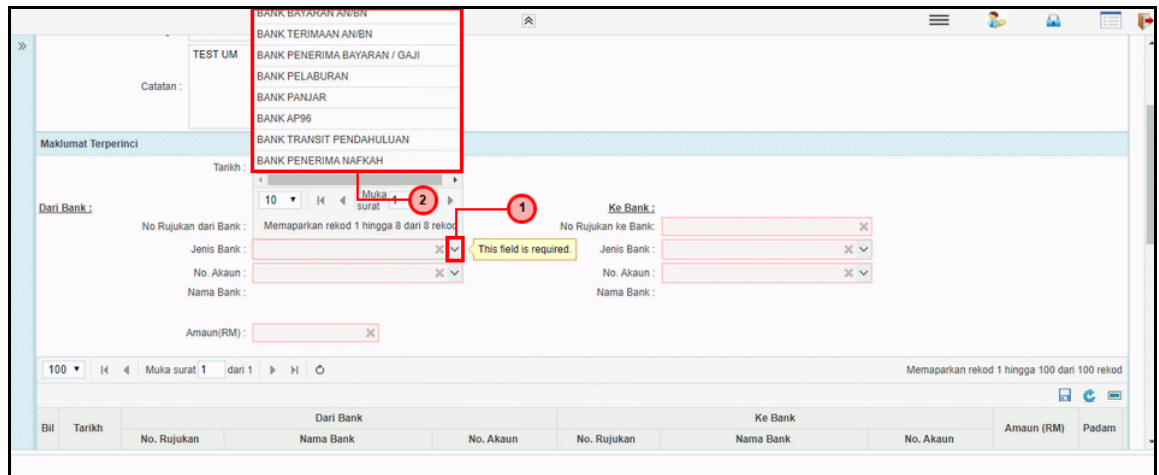 BANK BAYARAN AN/BN
BANK TERIMAAN AN/BN
TEST UM
BANK PENERIMA BAYARAN / GAJI
BANK PELABURAN
Catatan :
BANK PANJAR
BANK AP96
BANK TRANSIT PENDAHULUAN
BANK PENERIMA NAFKAH
Maklumat Terperinci
Tarikh :
10 Muka surat 1
2
1
Dari Bank :
Ke Bank :
No Rujukan dari Bank :
Memaparkan rekod 1 hingga 8 dari 8 rekod
No Rujukan ke Bank:
Jenis Bank :
This field is required.
Jenis Bank :
No. Akaun :
No. Akaun :
Nama Bank :
Nama Bank :
Amaun(RM) :
100 Muka surat 1 dari 1 Memaparkan rekod 1 hingga 100 dari 100 rekod
Bil Tarikh Dari Bank Ke Bank Amaun (RM) Padam
No. Rujukan Nama Bank No. Akaun No. Rujukan Nama Bank No. Akaun